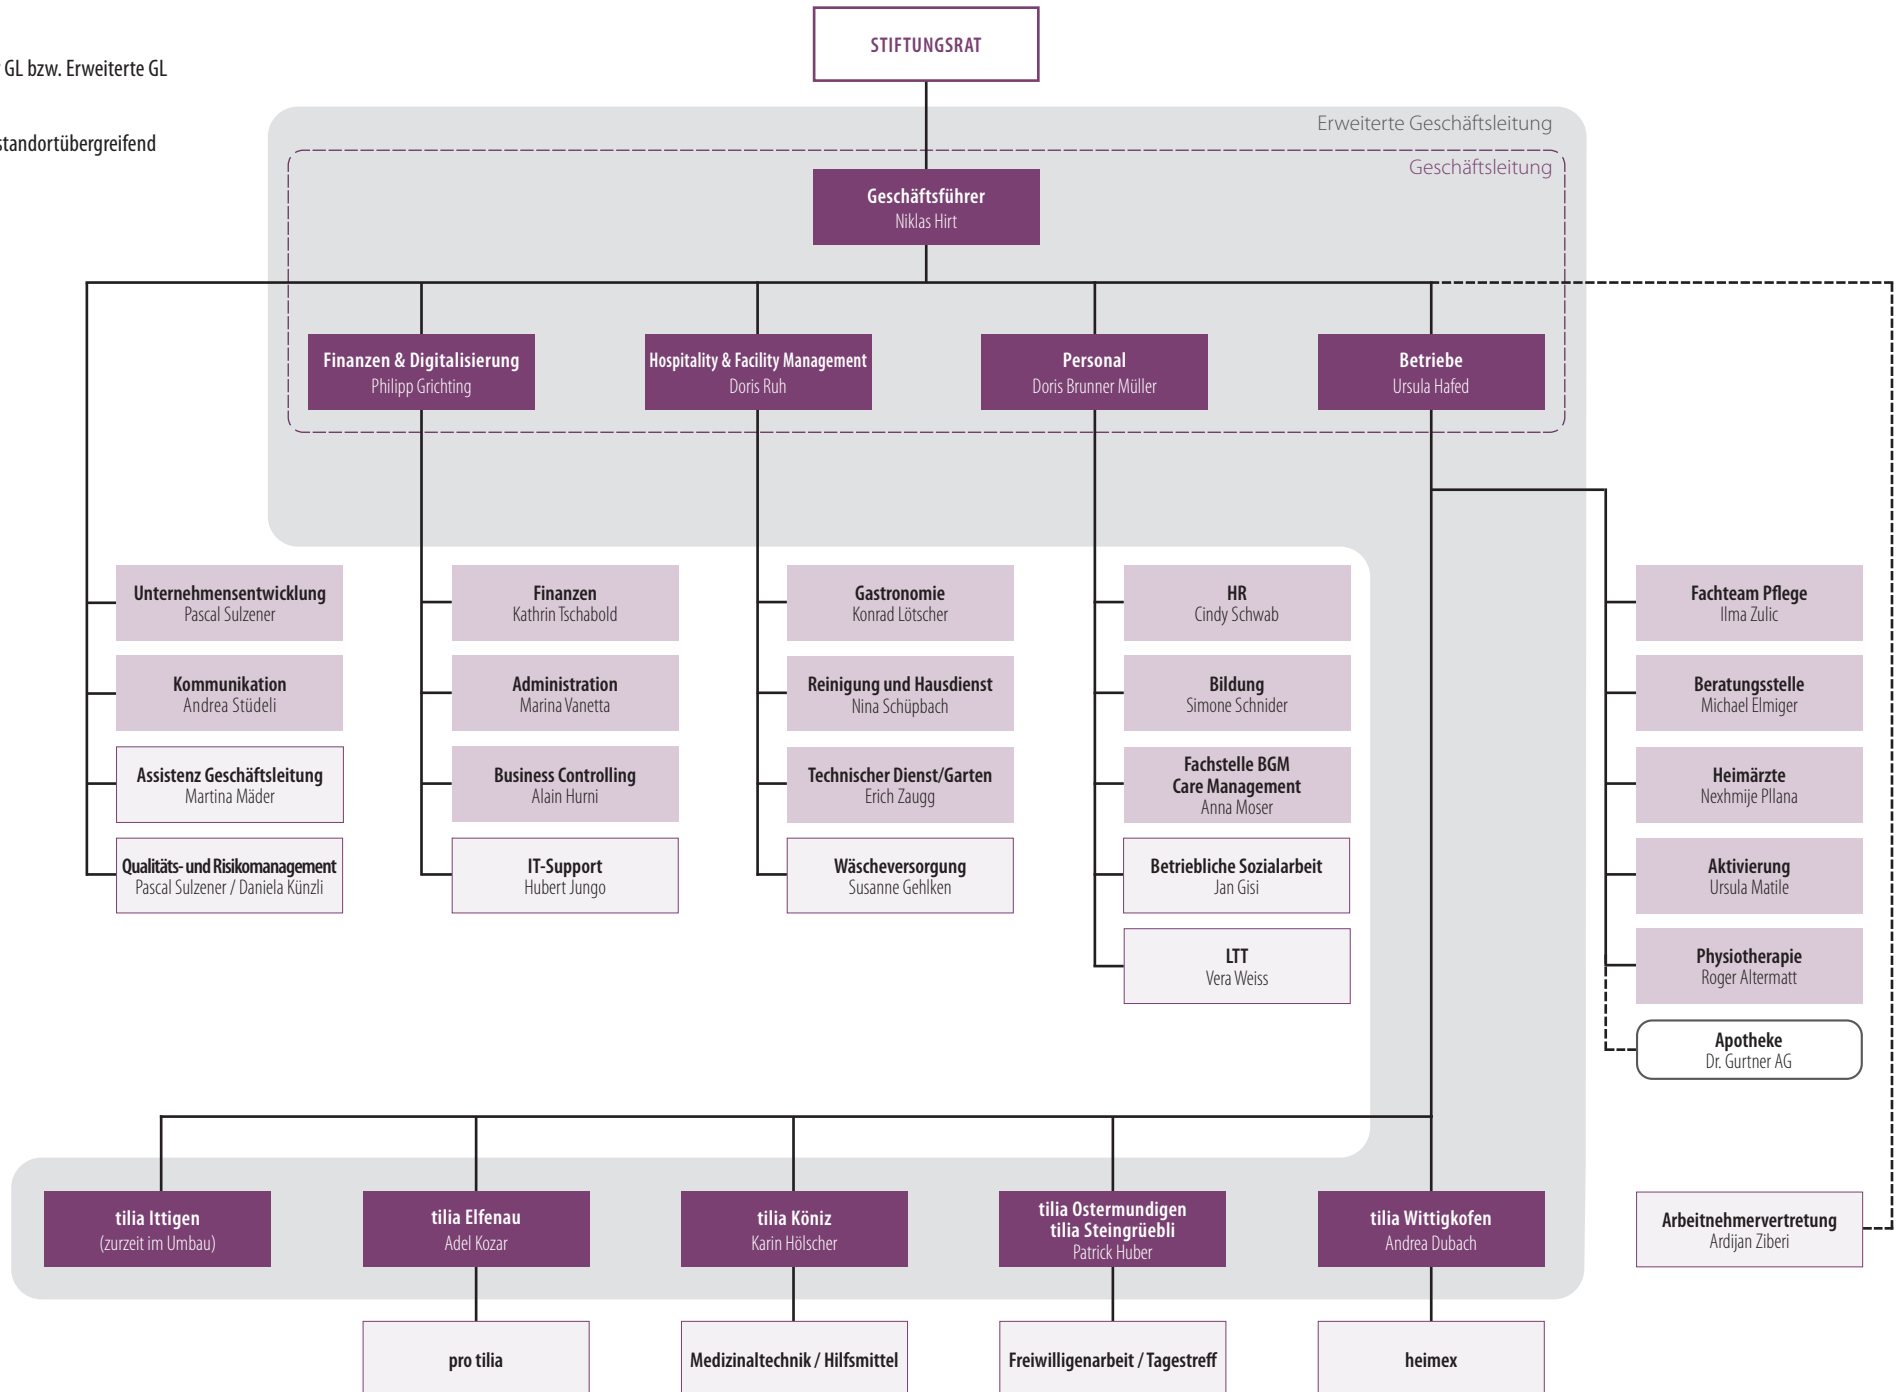 STIFTUNGSRAT
GL bzw. Erweiterte GL
standortübergreifend
Erweiterte Geschäftsleitung
Geschäftsleitung
Geschäftsführer
Niklas Hirt
Finanzen & Digitalisierung
Philipp Grichting
Hospitality & Facility Management
Doris Ruh
Personal
Doris Brunner Müller
Betriebe
Ursula Hafed
Unternehmensentwicklung
Pascal Sulzener
Kommunikation
Andrea Stüdeli
Assistenz Geschäftsleitung
Martina Mäder
Qualitäts- und Risikomanagement
Pascal Sulzener / Daniela Künzli
Finanzen
Kathrin Tschabold
Administration
Marina Vanetta
Business Controlling
Alain Hurni
IT-Support
Hubert Jungo
Gastronomie
Konrad Lötscher
Reinigung und Hausdienst
Nina Schüpbach
Technischer Dienst/Garten
Erich Zaugg
Wäscheversorgung
Susanne Gehlken
HR
Cindy Schwab
Bildung
Simone Schnider
Fachstelle BGM
Care Management
Anna Moser
Betriebliche Sozialarbeit
Jan Gisi
LTT
Vera Weiss
Fachteam Pflege
Ilma Zulic
Beratungsstelle
Michael Elmiger
Heimärzte
Nexhmije Pllana
Aktivierung
Ursula Matile
Physiotherapie
Roger Altermatt
Apotheke
Dr. Gurtner AG
tilia Ittigen
(zurzeit im Umbau)
tilia Elfenau
Adel Kozar
tilia Köniz
Karin Hölscher
tilia Ostermundigen
tilia Steingrüebli
Patrick Huber
tilia Wittigkofen
Andrea Dubach
Arbeitnehmervertretung
Ardijan Ziberi
pro tilia
Medizinaltechnik / Hilfsmittel
Freiwilligenarbeit / Tagestreff
heimex